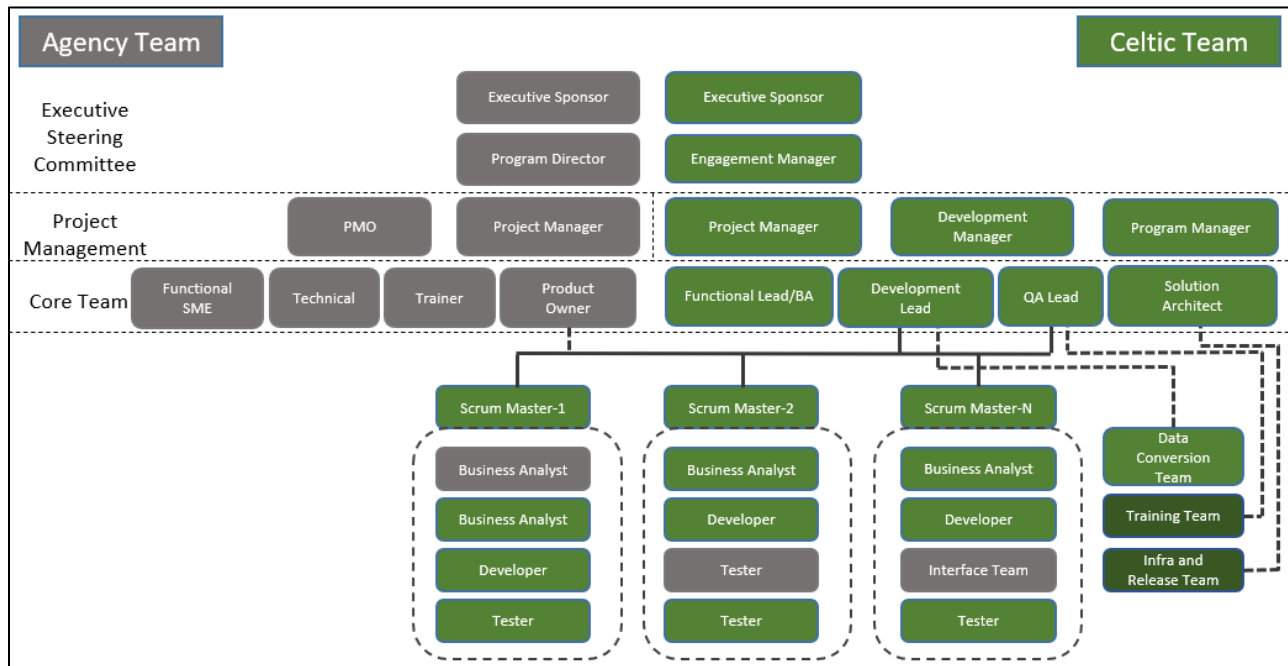 Agency Team
Celtic Team
Executive
Steering
Committee
Executive Sponsor
Executive Sponsor
Program Director
Engagement Manager
Project
Management
PMO
Project Manager
Project Manager
Development
Manager
Program Manager
Core Team
Functional
SME
Technical
Trainer
Product
Owner
Functional Lead/BA
Development
Lead
QA Lead
Solution
Architect
Scrum Master-1
Business Analyst
Business Analyst
Developer
Tester
Scrum Master-2
Business Analyst
Developer
Tester
Tester
Scrum Master-N
Business Analyst
Developer
Interface Team
Tester
Data
Conversion
Team
Training Team
Infra and
Release Team